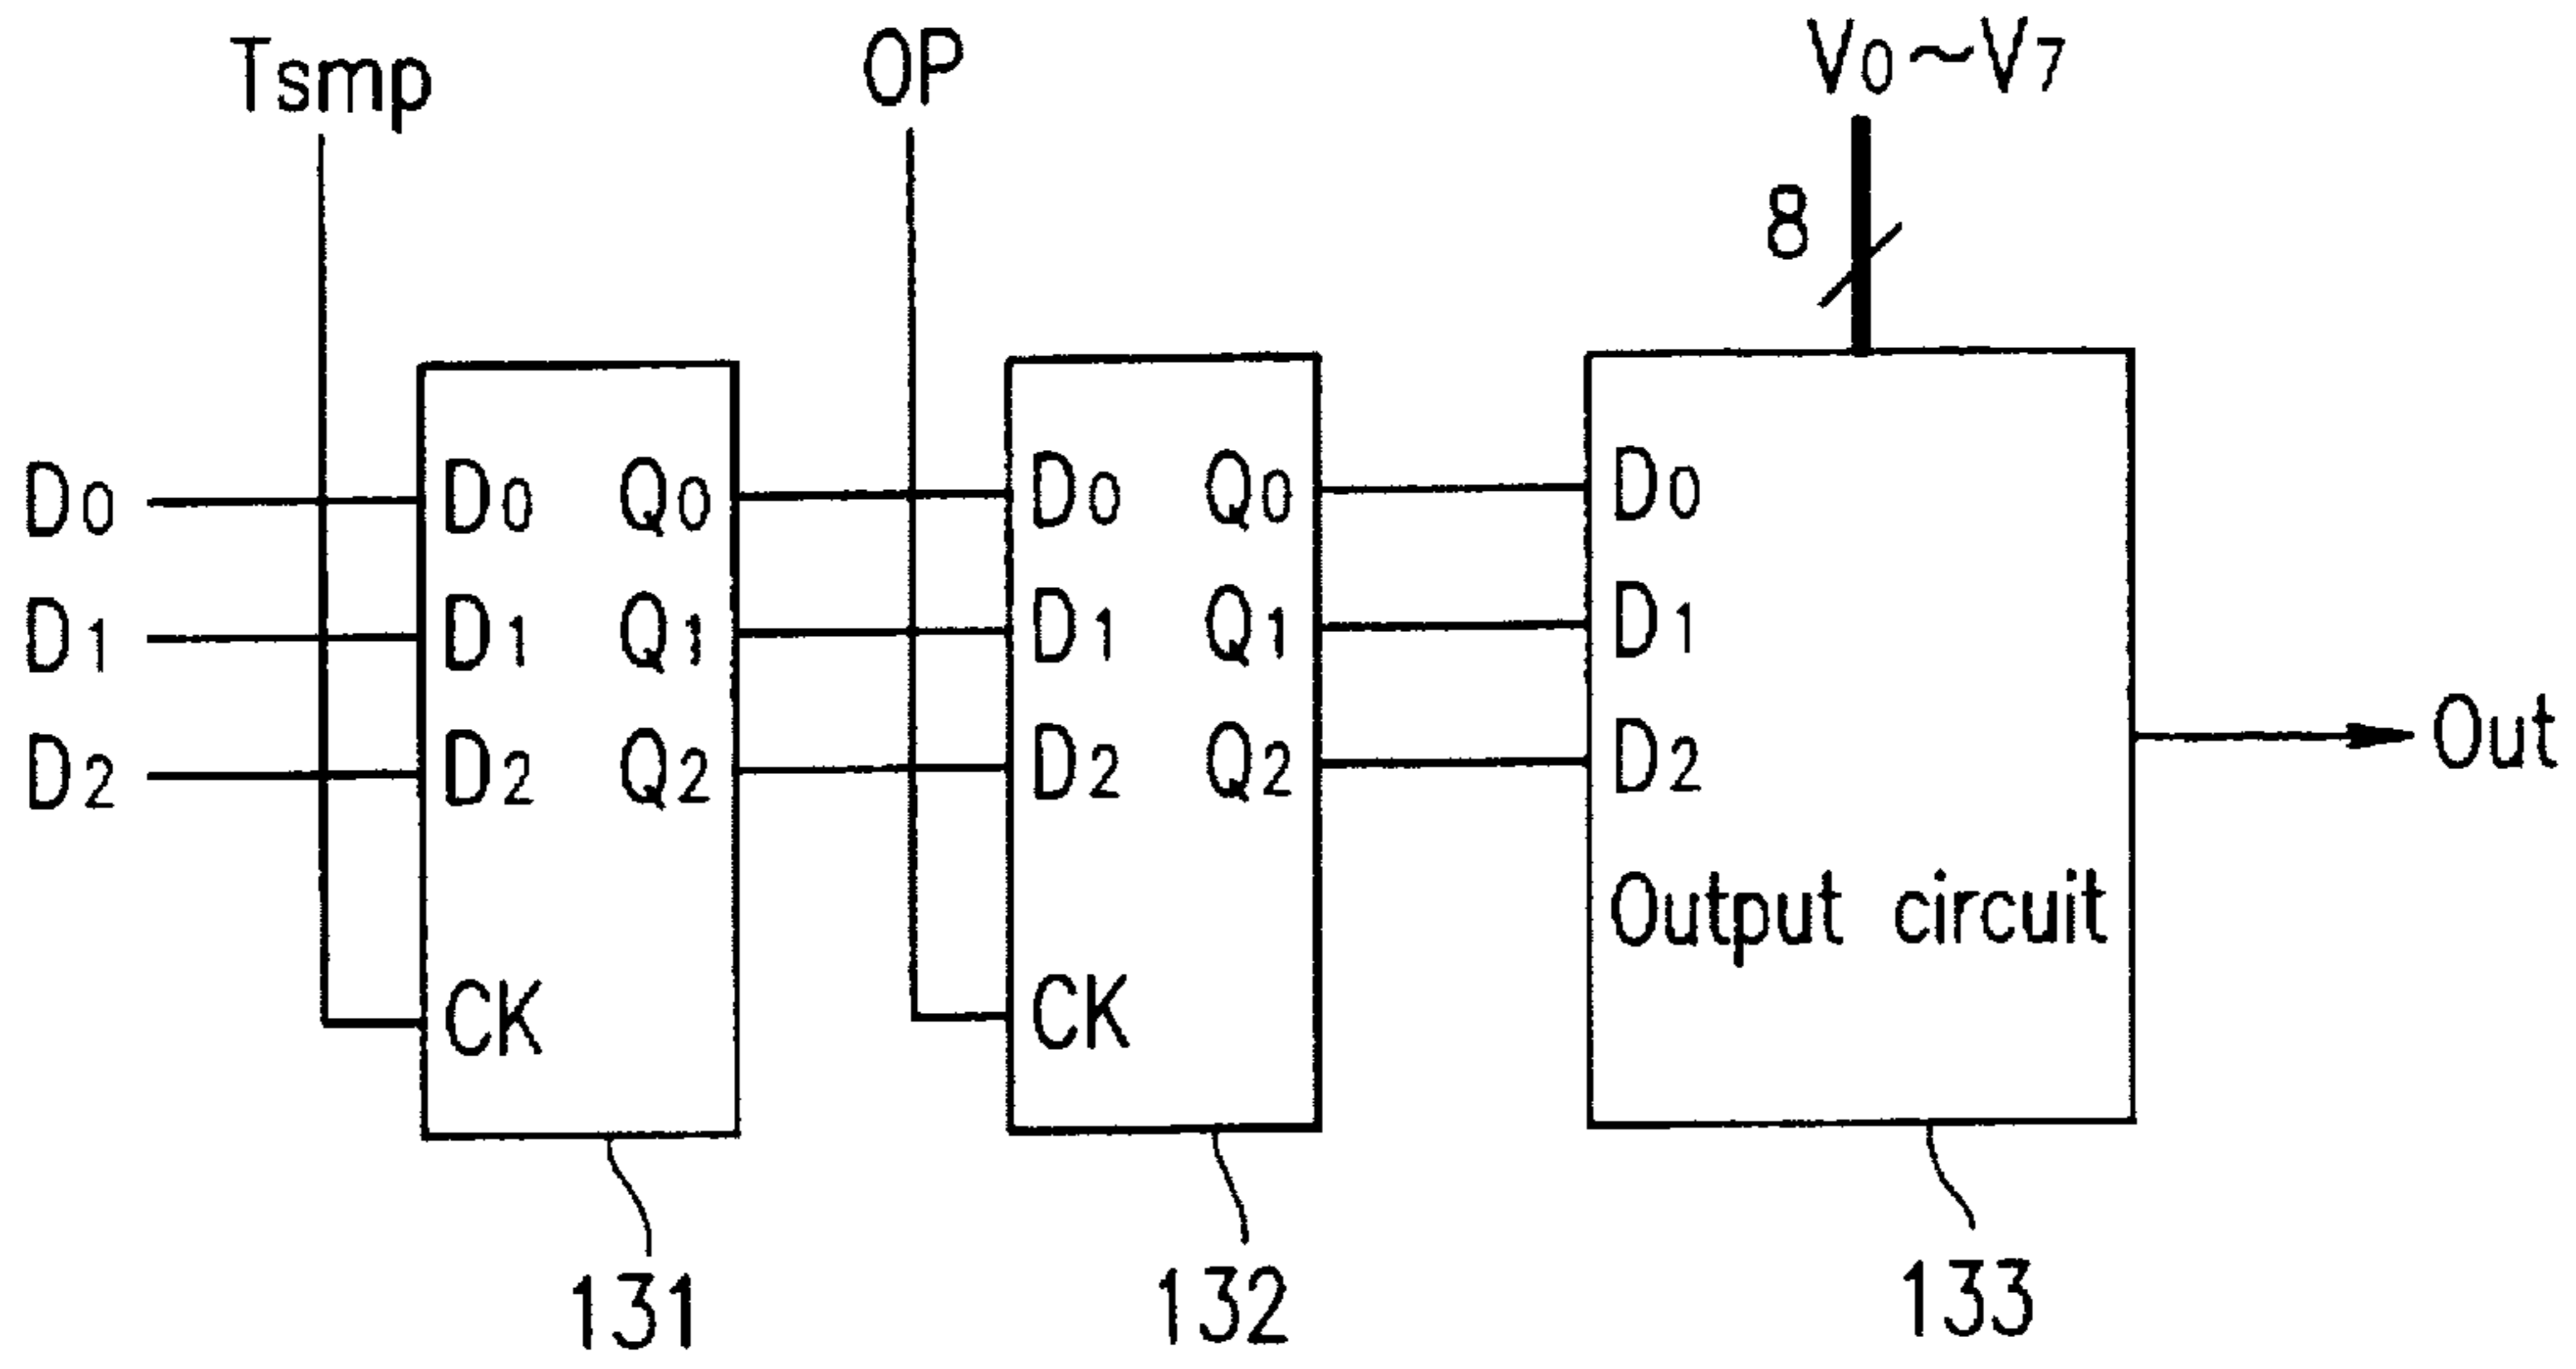 Tsmp
OP
V0~V7
8
D0
D1
D2
D0 Q0
D1 Q1
D2 Q2
CK
D0 Q0
D1 Q1
D2 Q2
CK
D0
D1
D2
Output circuit
Out
131
132
133